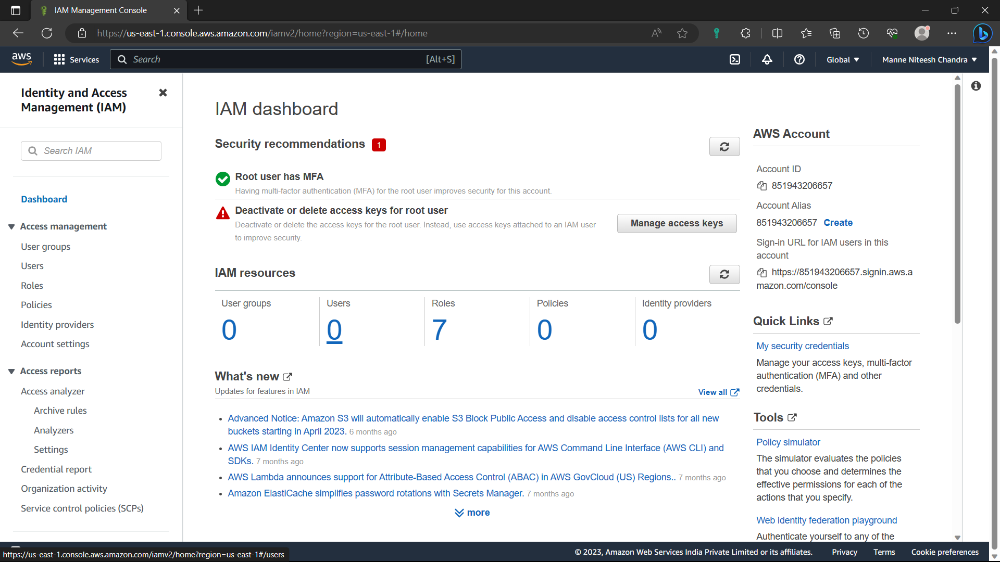 IAM Management Console
https://us-east-1.console.aws.amazon.com/iamv2/home?region=us-east-1#/home
aws
Services
Search
[Alt+S]
Global
Manne Niteesh Chandra
Identity and Access
Management (IAM)
Search IAM
Dashboard
Access management
User groups
Users
Roles
Policies
Identity providers
Account settings
Access reports
Access analyzer
Archive rules
Analyzers
Settings
Credential report
Organization activity
Service control policies (SCPs)
IAM dashboard
Security recommendations 1
Root user has MFA
Having multi-factor authentication (MFA) for the root user improves security for this account.
Deactivate or delete access keys for root user
Deactivate or delete the access keys for the root user. Instead, use access keys attached to an IAM user
to improve security.
Manage access keys
IAM resources
User groups
0
Users
0
Roles
7
Policies
0
Identity providers
0
What's new
Updates for features in IAM
View all
Advanced Notice: Amazon S3 will automatically enable S3 Block Public Access and disable access control lists for all new
buckets starting in April 2023. 6 months ago
AWS IAM Identity Center now supports session management capabilities for AWS Command Line Interface (AWS CLI) and
SDKs. 7 months ago
AWS Lambda announces support for Attribute-Based Access Control (ABAC) in AWS GovCloud (US) Regions.. 7 months ago
Amazon ElastiCache simplifies password rotations with Secrets Manager. 7 months ago
more
AWS Account
Account ID
851943206657
Account Alias
851943206657 Create
Sign-in URL for IAM users in this
account
https://851943206657.signin.aws.a
mazon.com/console
Quick Links
My security credentials
Manage your access keys, multi-factor
authentication (MFA) and other
credentials.
Tools
Policy simulator
The simulator evaluates the policies
that you choose and determines the
effective permissions for each of the
actions that you specify.
Web identity federation playground
Authenticate yourself to any of the
https://us-east-1.console.aws.amazon.com/iamv2/home?region=us-east-1#/users
© 2023, Amazon Web Services India Private Limited or its affiliates.
Privacy
Terms
Cookie preferences